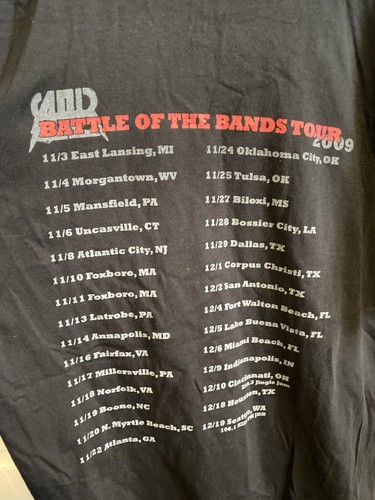 BATTLE OF THE BANDS TOUR
2009
11/3 East Lansing, MI
11/4 Morgantown, WV
11/5 Mansfield, PA
11/6 Uncasville, CT
11/8 Atlantic City, NJ
11/10 Foxboro, MA
11/11 Foxboro, MA
11/13 Latrobe, PA
11/14 Annapolis, MD
11/16 Fairfax, VA
11/17 Millersville, PA
11/18 Norfolk, VA
11/19 Boone, NC
11/20 N. Myrtle Beach, SC
11/22 Atlanta, GA
11/24 Oklahoma City, OK
11/25 Tulsa, OK
11/27 Biloxi, MS
11/28 Bossier City, LA
11/29 Dallas, TX
12/1 Corpus Christi, TX
12/2 San Antonio, TX
12/4 Fort Walton Beach, FL
12/5 Lake Buena Vista, FL
12/6 Miami Beach, FL
12/9 Indianapolis, IN
12/10 Cincinati, OH
Jingle Jam
12/18 Houston, TX
12/19 Seattle, WA
106.1